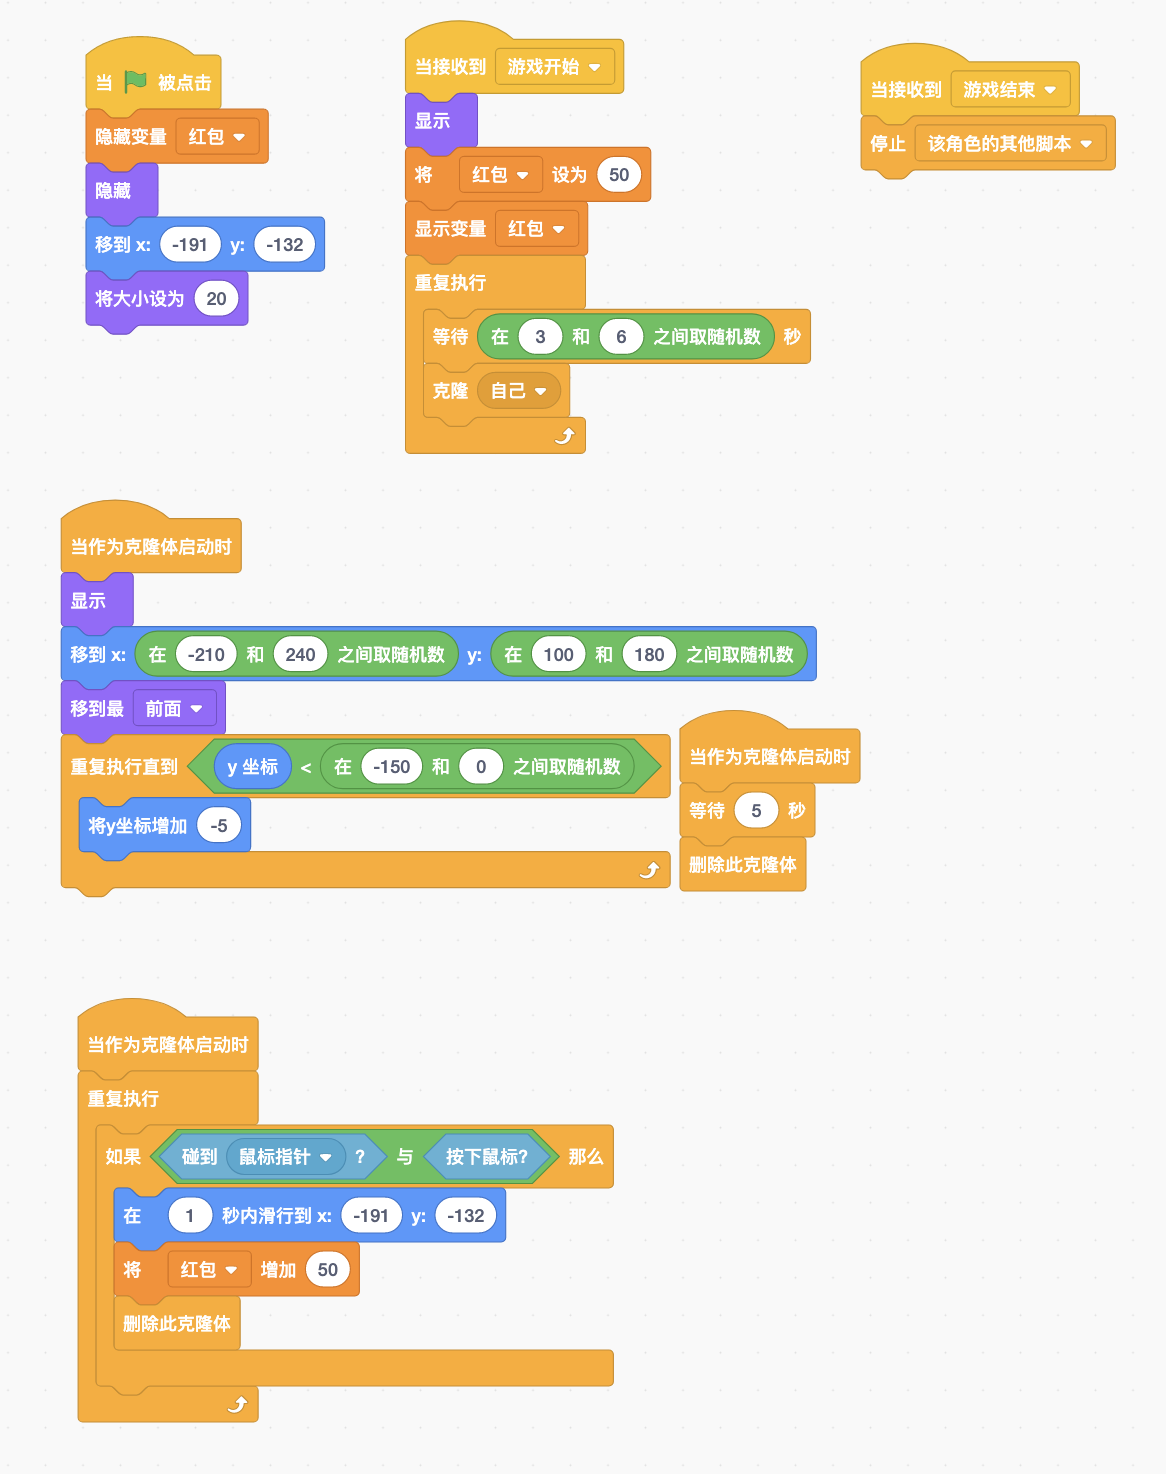 当 被点击
隐藏变量 红包
隐藏
移到 x: -191 y: -132
将大小设为 20
当接收到 游戏开始
显示
将 红包 设为 50
显示变量 红包
重复执行
等待 在 3 和 6 之间取随机数 秒
克隆 自己
当接收到 游戏结束
停止 该角色的其他脚本
当作为克隆体启动时
显示
移到 x: 在 -210 和 240 之间取随机数 y: 在 100 和 180 之间取随机数
移到最 前面
重复执行直到 y 坐标 < 在 -150 和 0 之间取随机数
将y坐标增加 -5
当作为克隆体启动时
等待 5 秒
删除此克隆体
当作为克隆体启动时
重复执行
如果 碰到 鼠标指针 ? 与 按下鼠标? 那么
在 1 秒内滑行到 x: -191 y: -132
将 红包 增加 50
删除此克隆体